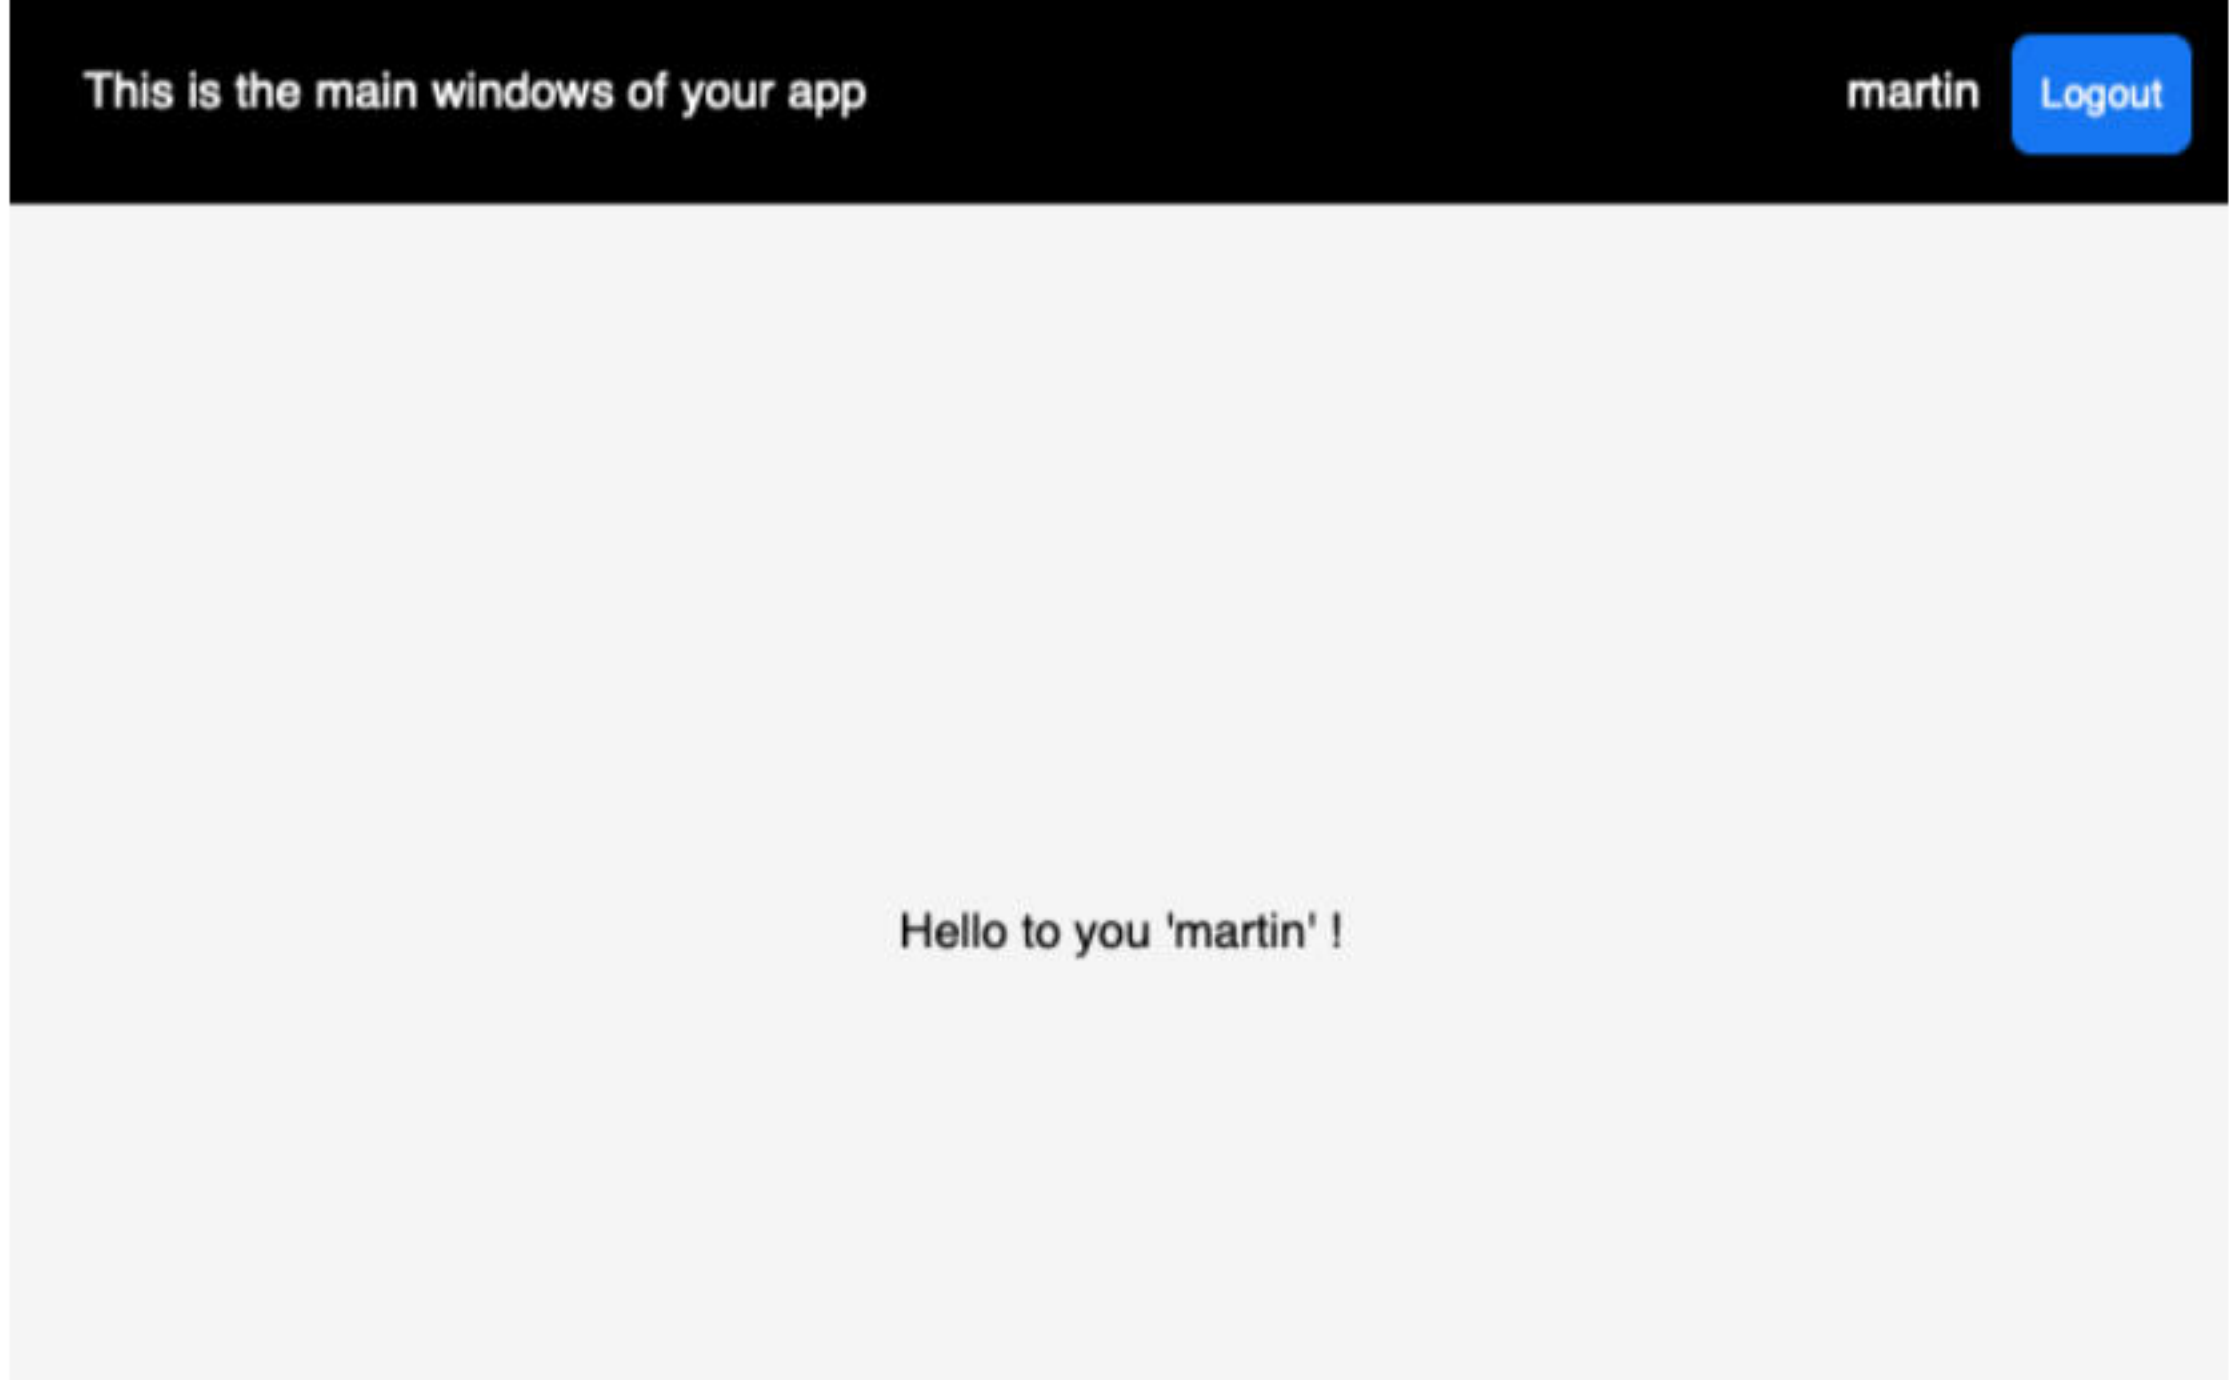 This is the main windows of your app
martin
Logout
Hello to you 'martin' !